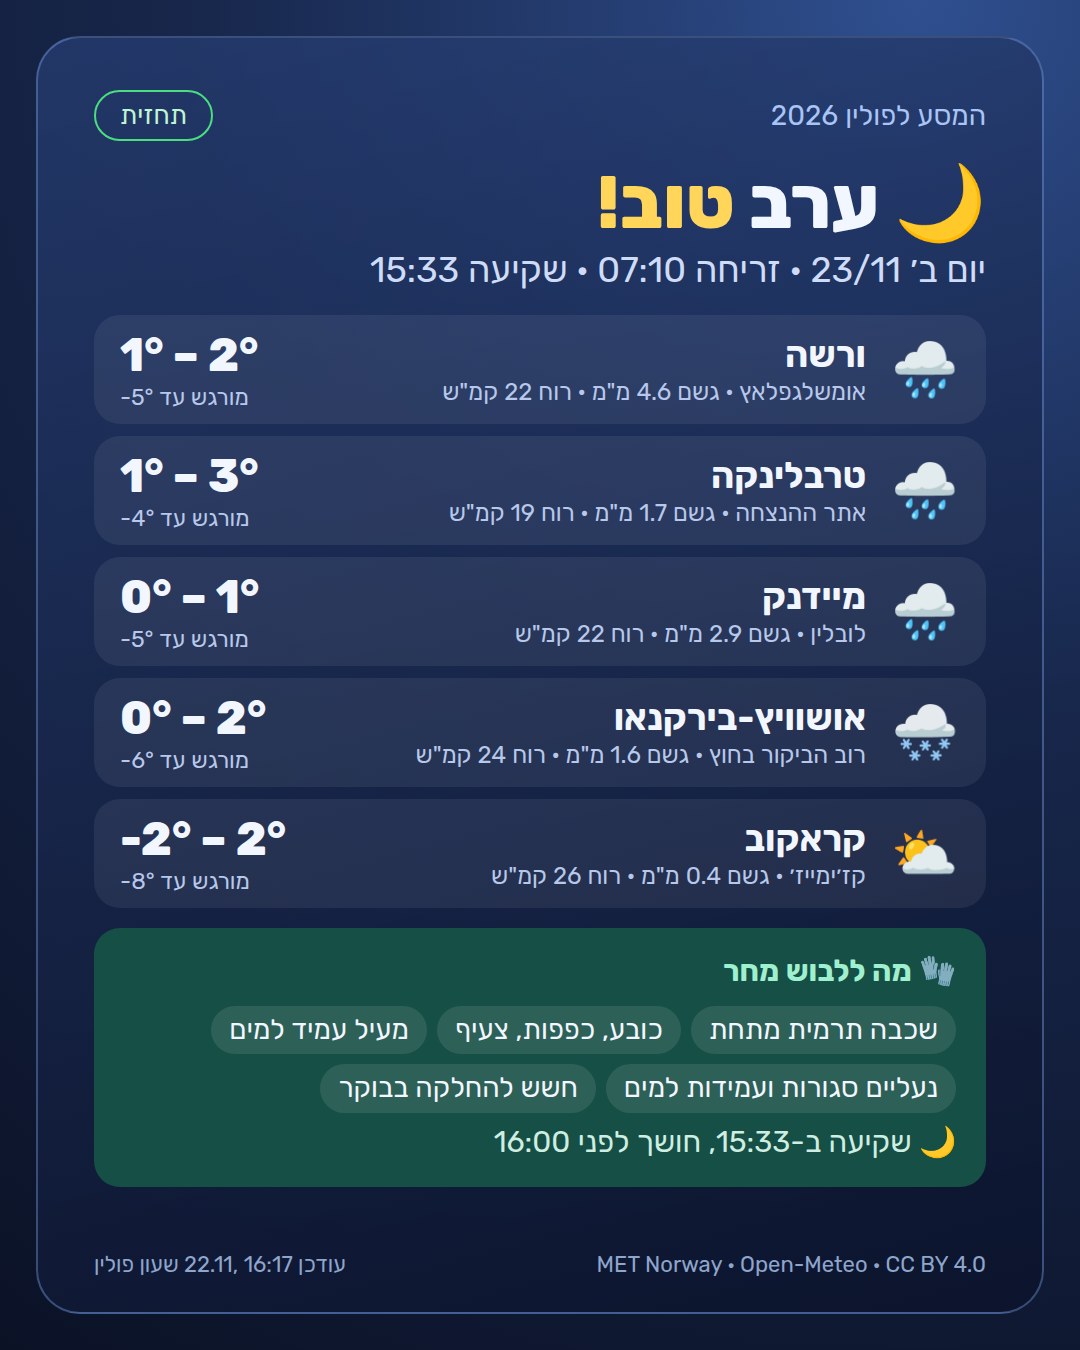 המסע לפולין 2026
תחזית
🌙 ערב טוב!
יום ב׳ 23/11 • זריחה 07:10 • שקיעה 15:33
ורשה
אומשלגפלאץ • גשם 4.6 מ"מ • רוח 22 קמ"ש
1° – 2°
מורגש עד ‎-5°
טרבלינקה
אתר ההנצחה • גשם 1.7 מ"מ • רוח 19 קמ"ש
1° – 3°
מורגש עד ‎-4°
מיידנק
לובלין • גשם 2.9 מ"מ • רוח 22 קמ"ש
0° – 1°
מורגש עד ‎-5°
אושוויץ-בירקנאו
רוב הביקור בחוץ • גשם 1.6 מ"מ • רוח 24 קמ"ש
0° – 2°
מורגש עד ‎-6°
קראקוב
קז׳ימייז׳ • גשם 0.4 מ"מ • רוח 26 קמ"ש
-2° – 2°
מורגש עד ‎-8°
🧤 מה ללבוש מחר
שכבה תרמית מתחת כובע, כפפות, צעיף מעיל עמיד למים
נעליים סגורות ועמידות למים חשש להחלקה בבוקר
🌙 שקיעה ב-15:33, חושך לפני 16:00
MET Norway • Open-Meteo • CC BY 4.0
עודכן 22.11, 16:17 שעון פולין